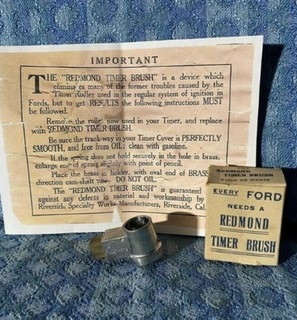 IMPORTANT
THE "REDMOND TIMER BRUSH" is a device which
eliminates many of the former troubles caused by the
Timer Roller used in the regular system of ignition in
Fords, but to get RESULTS the following instructions MUST
be followed.
Remove the roller now used in your Timer, and replace
with REDMOND TIMER BRUSH.
Be sure the track-way in your Timer Cover is PERFECTLY
SMOOTH, and free from OIL; clean with gasoline.
If the spring does not hold securely in the hole in brass,
enlarge end of spring slightly with point of pencil.
Place the brass in holder, with oval end of BRASS
direction cam-shaft DO NOT OIL.
The "REDMOND TIMER BRUSH" is guaranteed
against any defects in material and workmanship by
Riverside Specialty Works Manufacturers, Riverside, Cal
REDMOND
TIMER BRUSH
EVERY FORD
NEEDS A
REDMOND
TIMER BRUSH